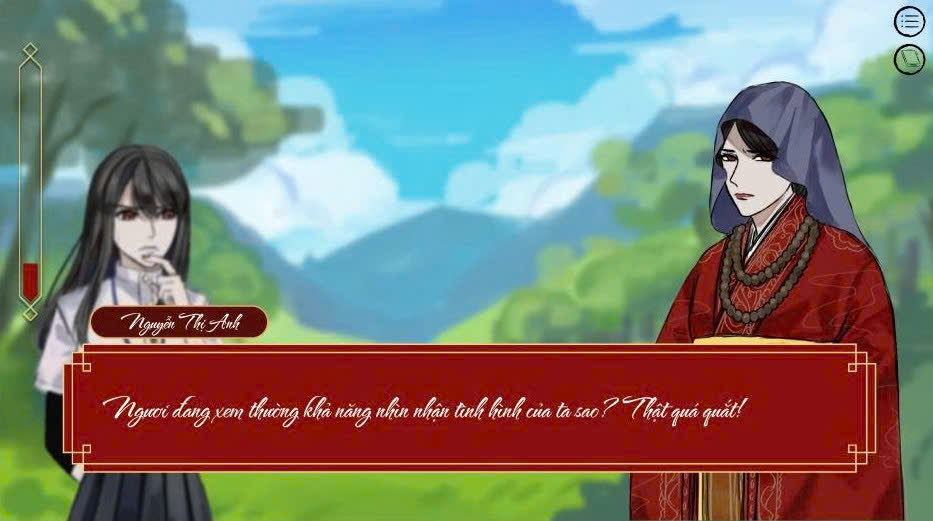 Nguyễn Thị Anh
Ngươi đang xem thường khả năng nhìn nhận tình hình của ta sao? Thật quá quắt!